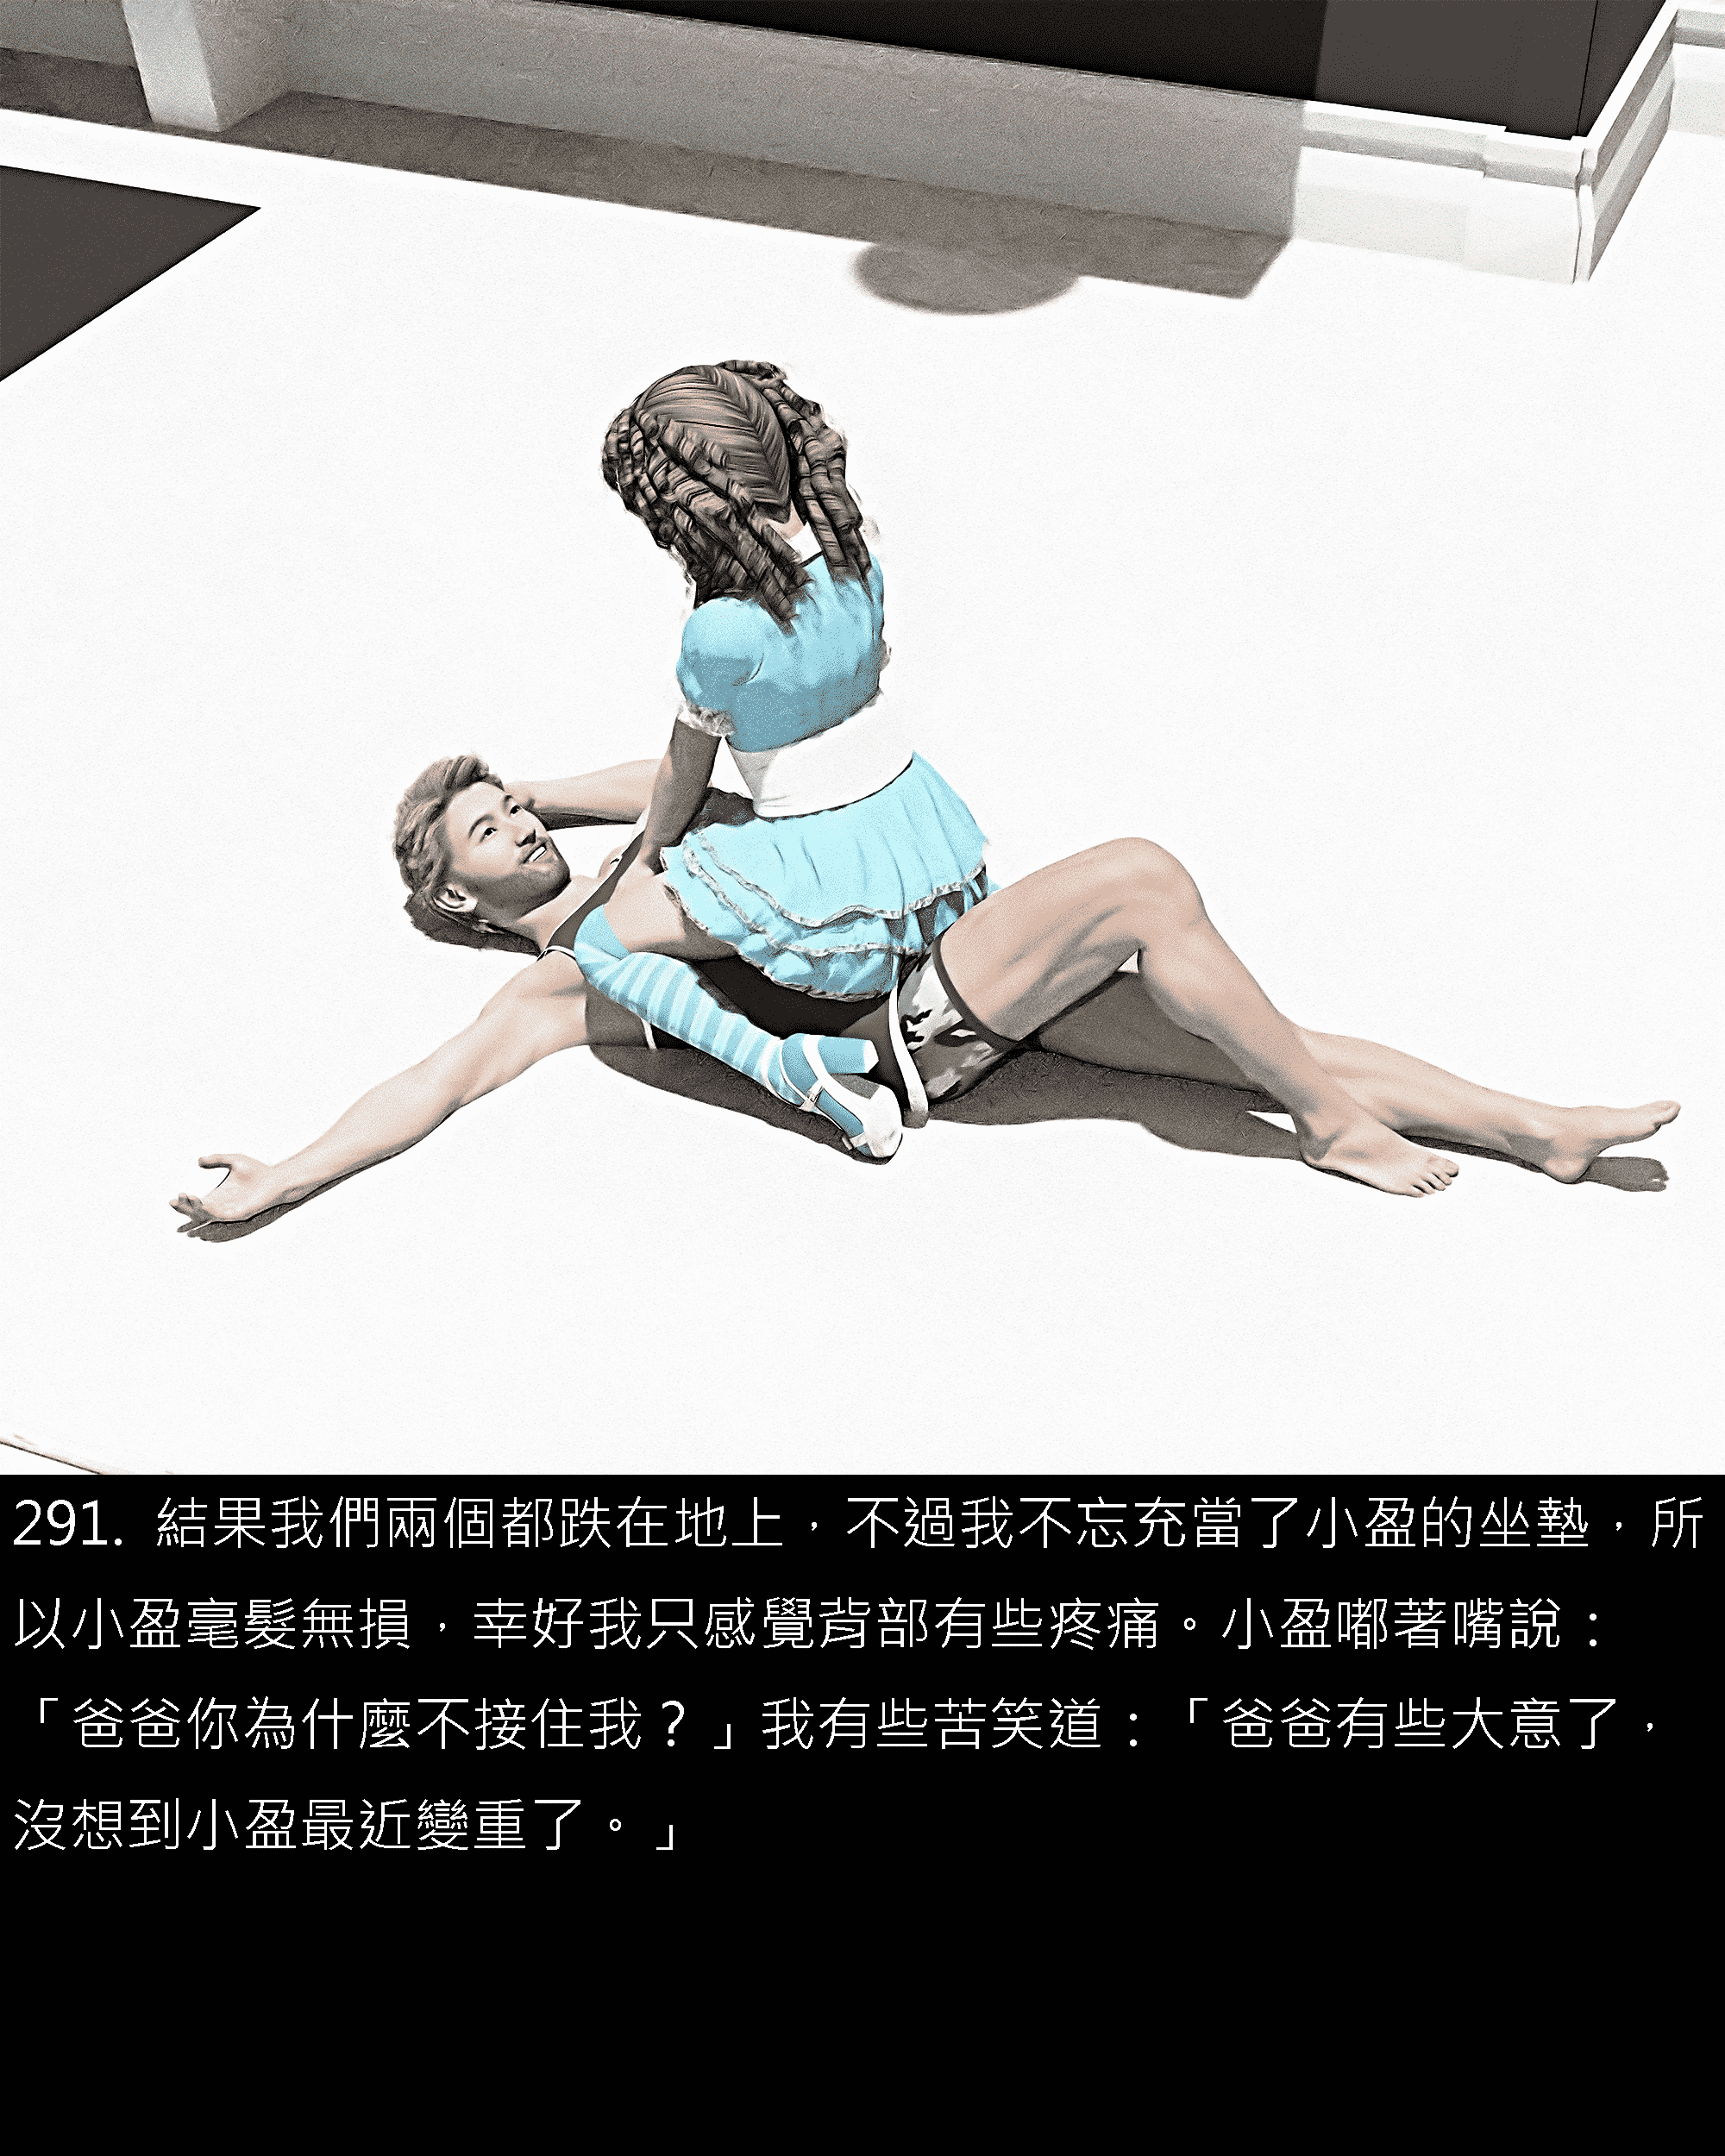 291. 結果我們兩個都跌在地上，不過我不忘充當了小盈的坐墊，所
以小盈毫髮無損，幸好我只感覺背部有些疼痛。小盈嘟著嘴說：
「爸爸你為什麼不接住我？」我有些苦笑道：「爸爸有些大意了，
沒想到小盈最近變重了。」